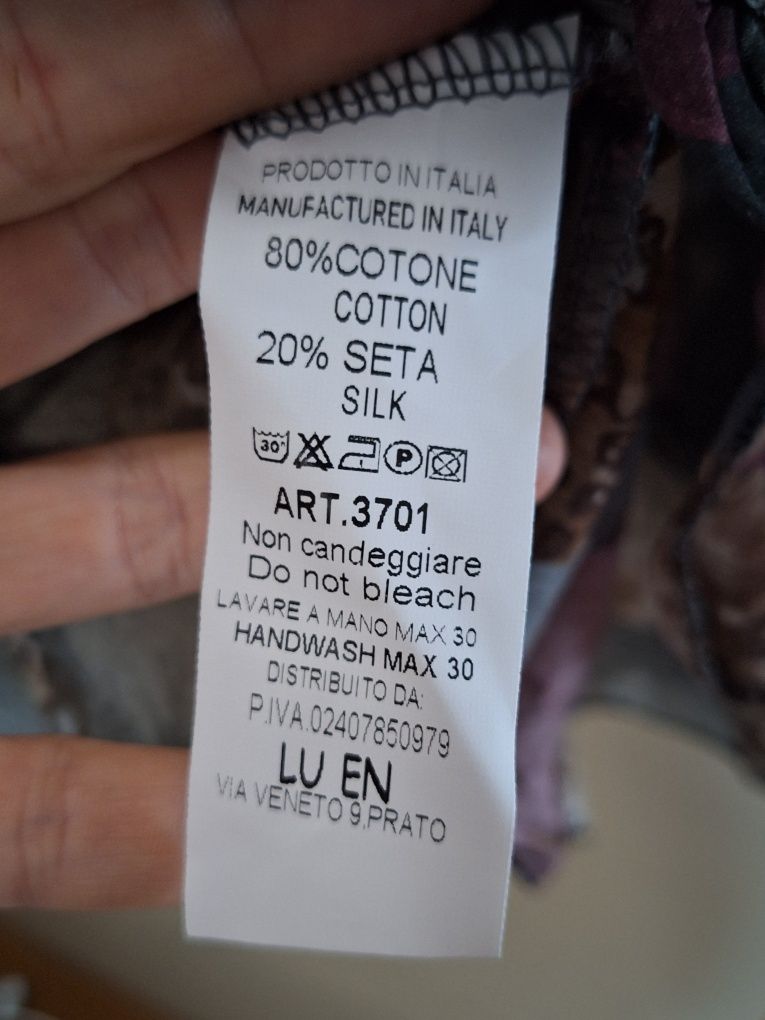 PRODOTTO IN ITALIA
MANUFACTURED IN ITALY
80%COTONE
COTTON
20% SETA
SILK
30° P
ART.3701
Non candeggiare
Do not bleach
LAVARE A MANO MAX 30
HANDWASH MAX 30
DISTRIBUITO DA:
P.IVA.02407850979
LU EN
VIA VENETO 9,PRATO